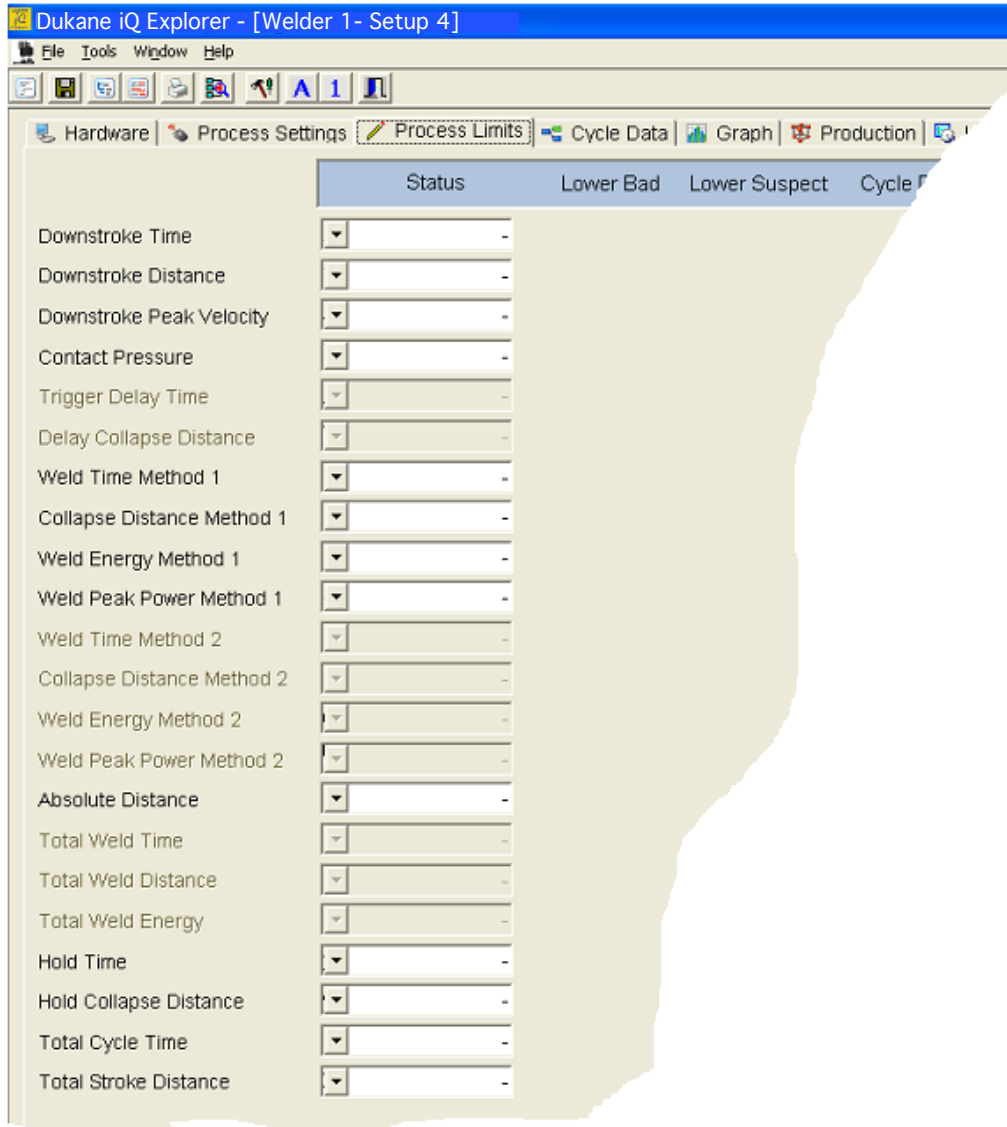 Dukane iQ Explorer - [Welder 1- Setup 4]
File Tools Window Help
A 1
Hardware Process Settings Process Limits Cycle Data Graph Production
Status Lower Bad Lower Suspect Cycle
Downstroke Time -
Downstroke Distance -
Downstroke Peak Velocity -
Contact Pressure -
Trigger Delay Time -
Delay Collapse Distance -
Weld Time Method 1 -
Collapse Distance Method 1 -
Weld Energy Method 1 -
Weld Peak Power Method 1 -
Weld Time Method 2 -
Collapse Distance Method 2 -
Weld Energy Method 2 -
Weld Peak Power Method 2 -
Absolute Distance -
Total Weld Time -
Total Weld Distance -
Total Weld Energy -
Hold Time -
Hold Collapse Distance -
Total Cycle Time -
Total Stroke Distance -